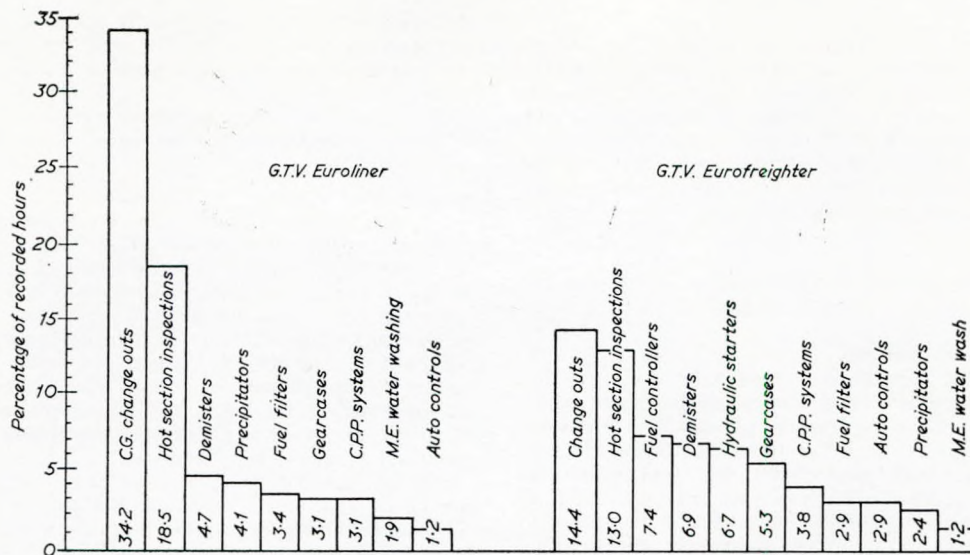 Percentage of recorded hours
35
30
25
20
15
10
5
0
G.T.V. Euroliner
C.G. change outs
34·2
Hot section inspections
18·5
Demisters
4·7
Precipitators
4·1
Fuel filters
3·4
Gearcases
3·1
C.P.P. systems
3·1
M.E. water washing
1·9
Auto controls
1·2
G.T.V. Eurofreighter
Change outs
14·4
Hot section inspections
13·0
Fuel controllers
7·4
Demisters
6·9
Hydraulic starters
6·7
Gearcases
5·3
C.P.P. systems
3·8
Fuel filters
2·9
Auto controls
2·9
Precipitators
2·4
M.E. water wash
1·2